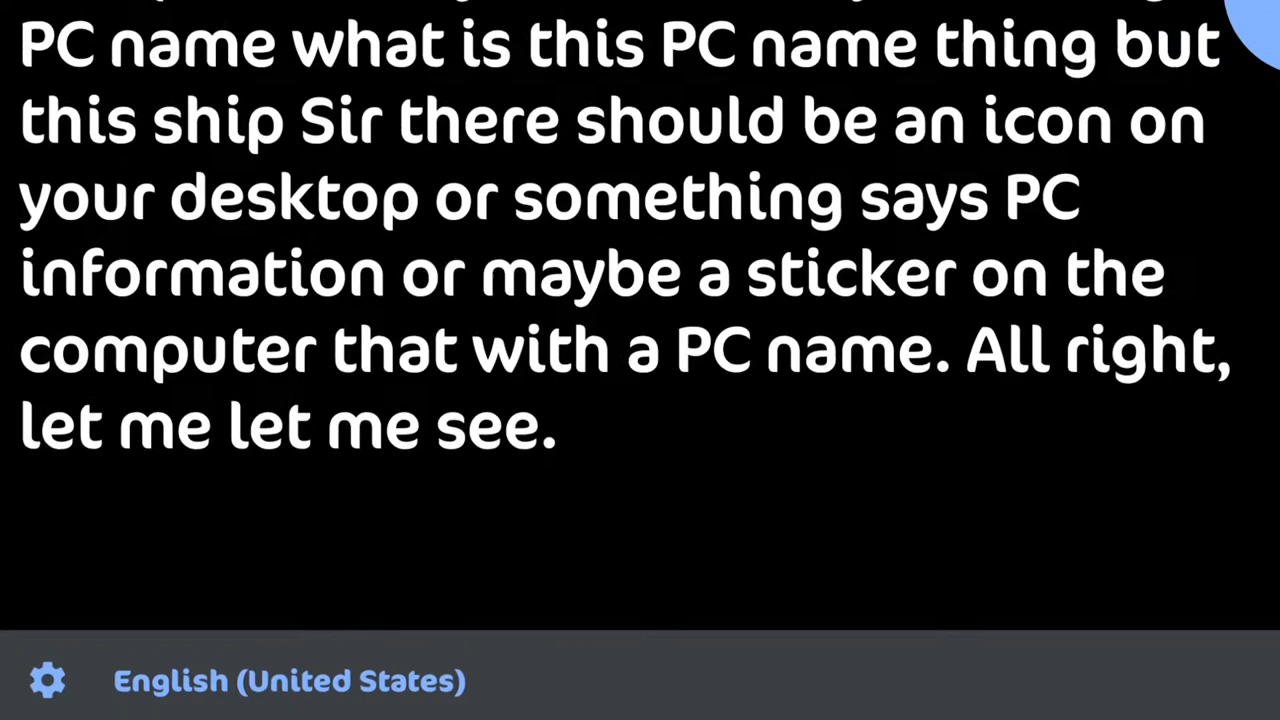 PC name what is this PC name thing but
this ship Sir there should be an icon on
your desktop or something says PC
information or maybe a sticker on the
computer that with a PC name. All right,
let me let me see.
English (United States)